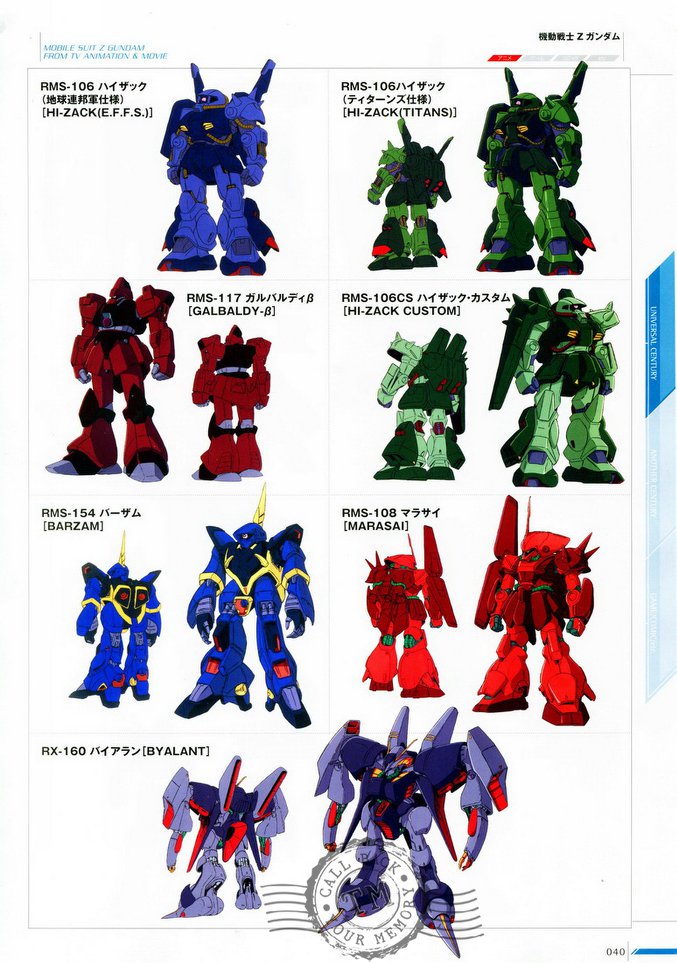 MOBILE SUIT Z GUNDAM
FROM TV ANIMATION & MOVIE
機動戦士 Z ガンダム
アニメ
RMS-106 ハイザック
(地球連邦軍仕様)
[HI-ZACK(E.F.F.S.)]
RMS-106ハイザック
(ティターンズ仕様)
[HI-ZACK(TITANS)]
RMS-117 ガルバルディβ
[GALBALDY-β]
RMS-106CS ハイザック・カスタム
[HI-ZACK CUSTOM]
RMS-154 バーザム
[BARZAM]
RMS-108 マラサイ
[MARASAI]
RX-160 バイアラン[BYALANT]
UNIVERSAL CENTURY
ANOTHER CENTURY
CALL
TM
OUR MEMORY
040